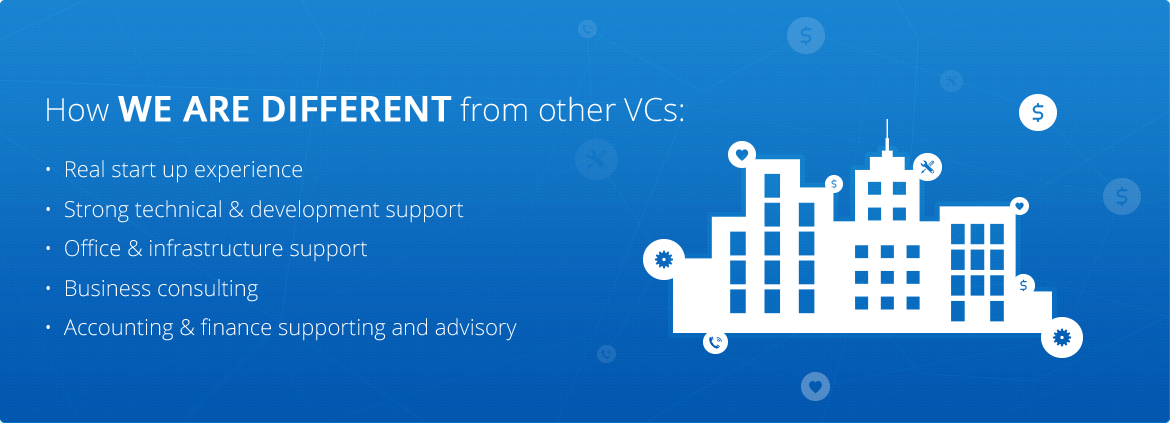 How WE ARE DIFFERENT from other VCs:
• Real start up experience
• Strong technical & development support
• Office & infrastructure support
• Business consulting
• Accounting & finance supporting and advisory